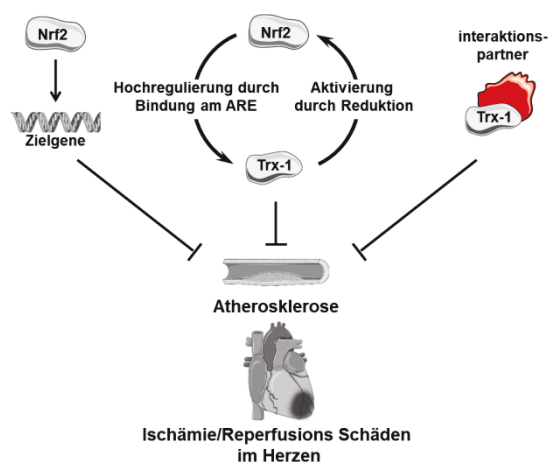 Nrf2
Zielgene
Nrf2
Hochregulierung durch
Bindung am ARE
Aktivierung
durch Reduktion
Trx-1
interaktions-
partner
Trx-1
Atherosklerose
Ischämie/Reperfusions Schäden
im Herzen